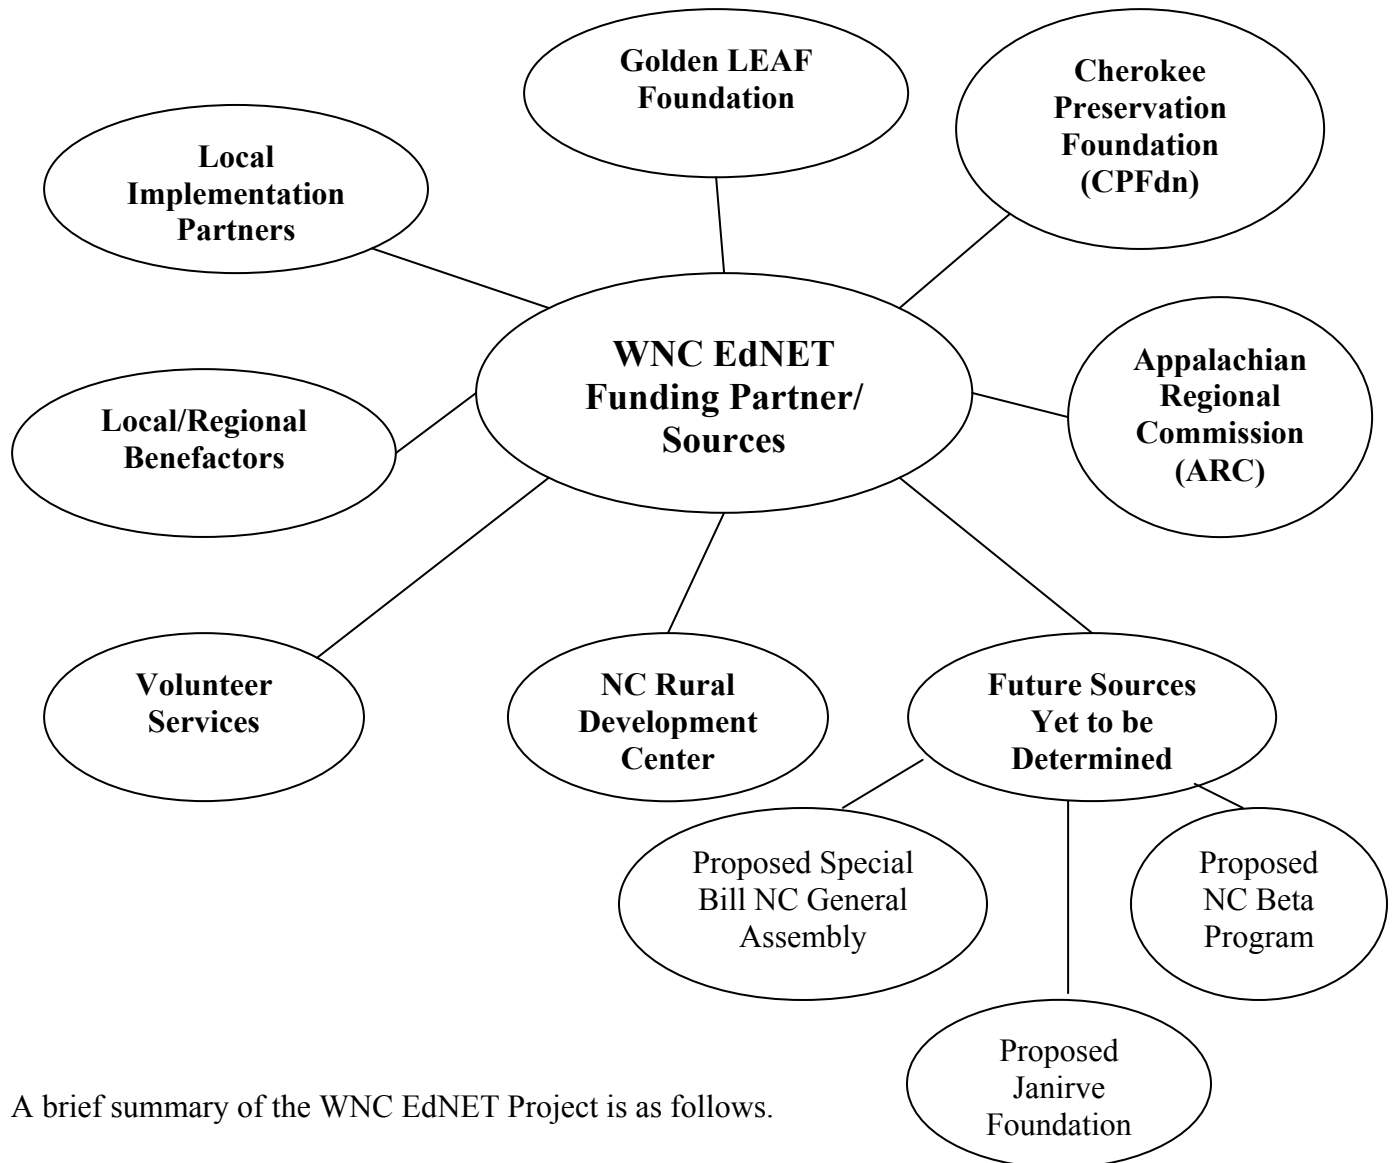 Golden LEAF
Foundation
Cherokee
Preservation
Foundation
(CPFdn)
Local
Implementation
Partners
WNC EdNET
Funding Partner/
Sources
Appalachian
Regional
Commission
(ARC)
Local/Regional
Benefactors
Volunteer
Services
NC Rural
Development
Center
Future Sources
Yet to be
Determined
Proposed Special
Bill NC General
Assembly
Proposed
NC Beta
Program
Proposed
Janirve
Foundation
A brief summary of the WNC EdNET Project is as follows.